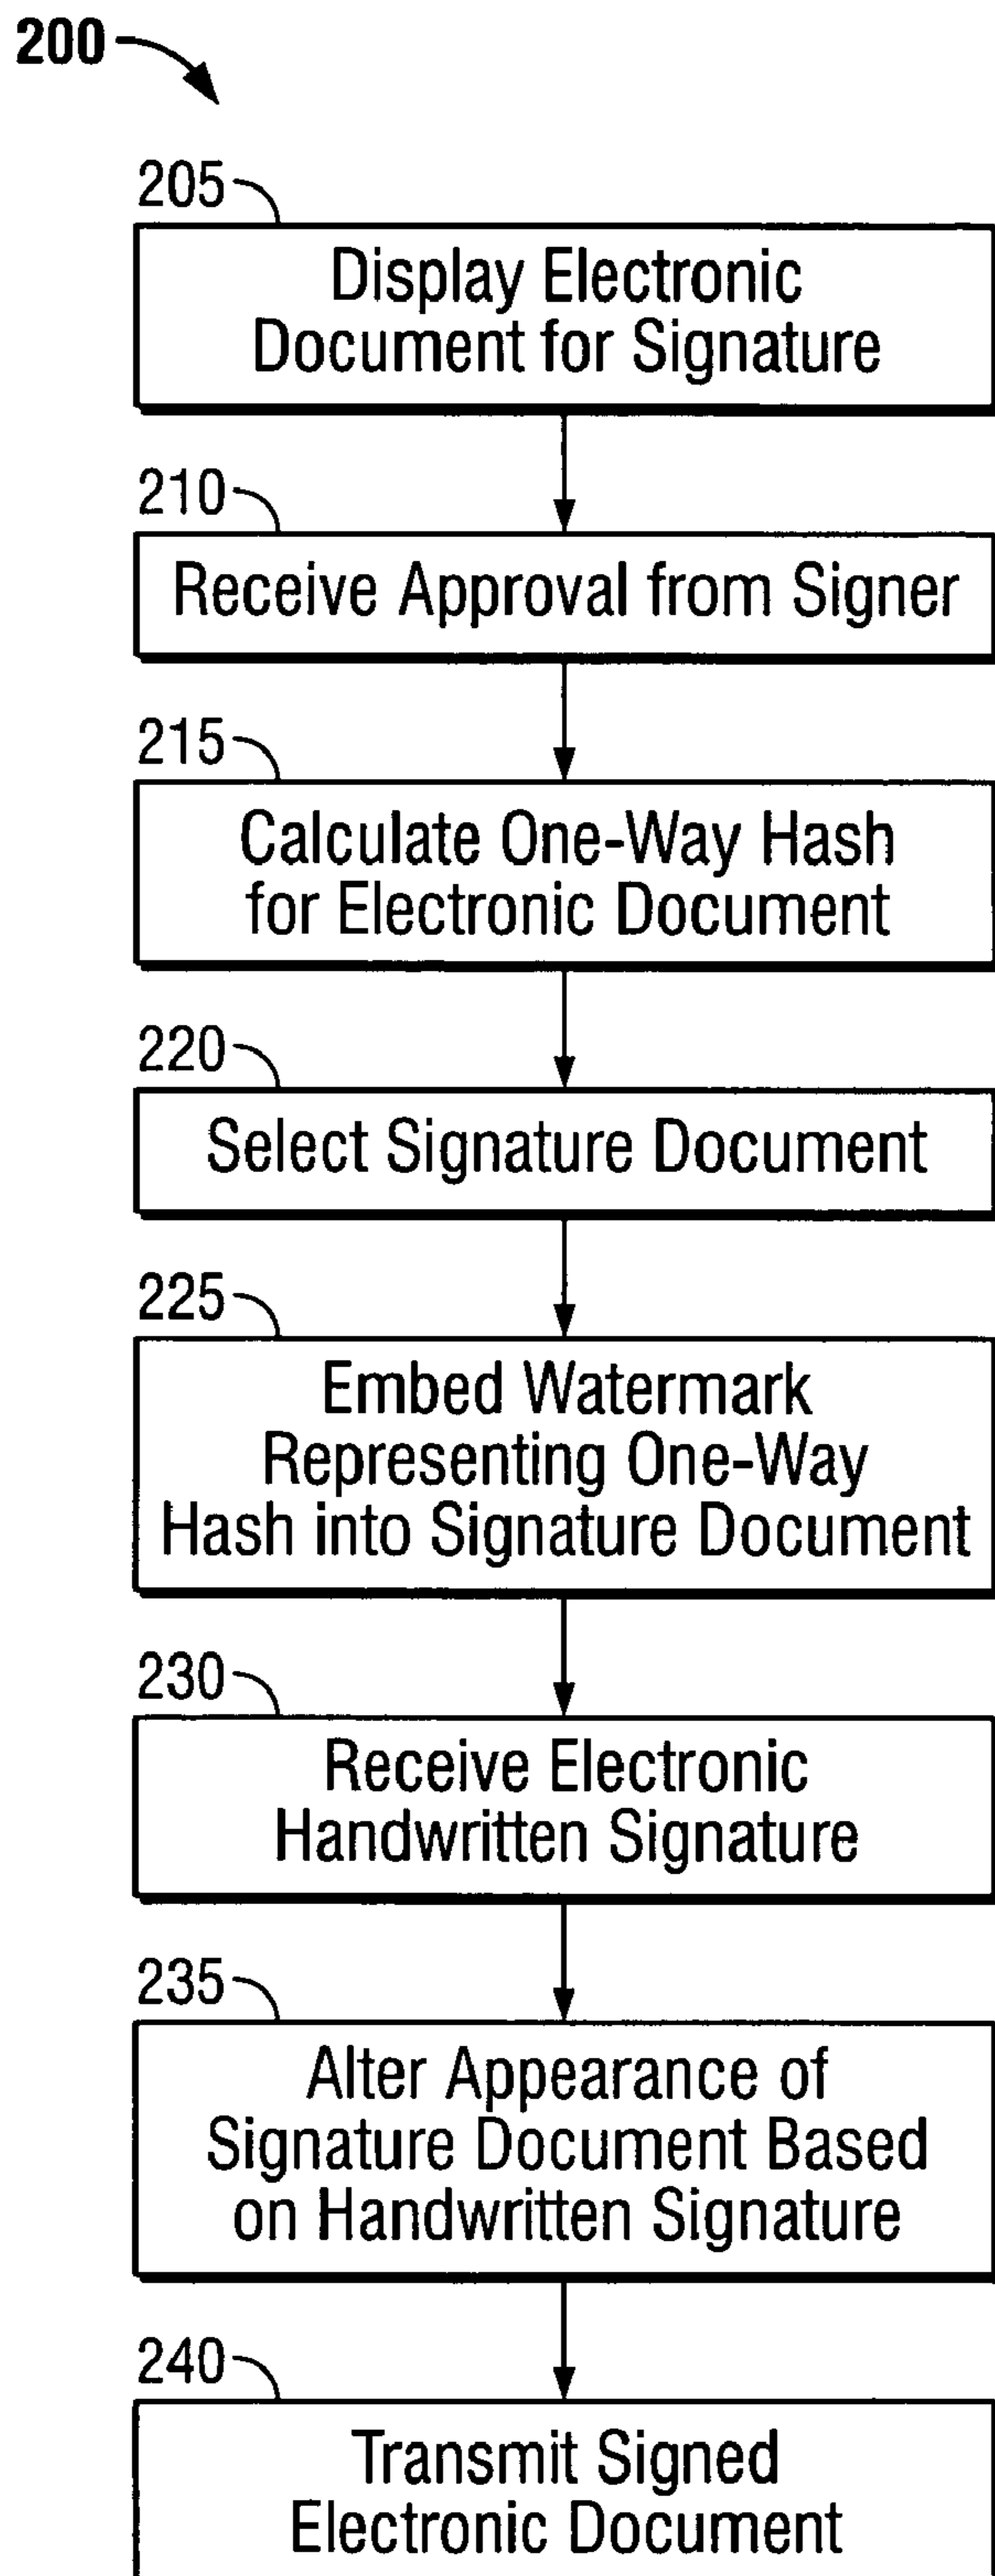 200
205
Display Electronic
Document for Signature
210
Receive Approval from Signer
215
Calculate One-Way Hash
for Electronic Document
220
Select Signature Document
225
Embed Watermark
Representing One-Way
Hash into Signature Document
230
Receive Electronic
Handwritten Signature
235
Alter Appearance of
Signature Document Based
on Handwritten Signature
240
Transmit Signed
Electronic Document